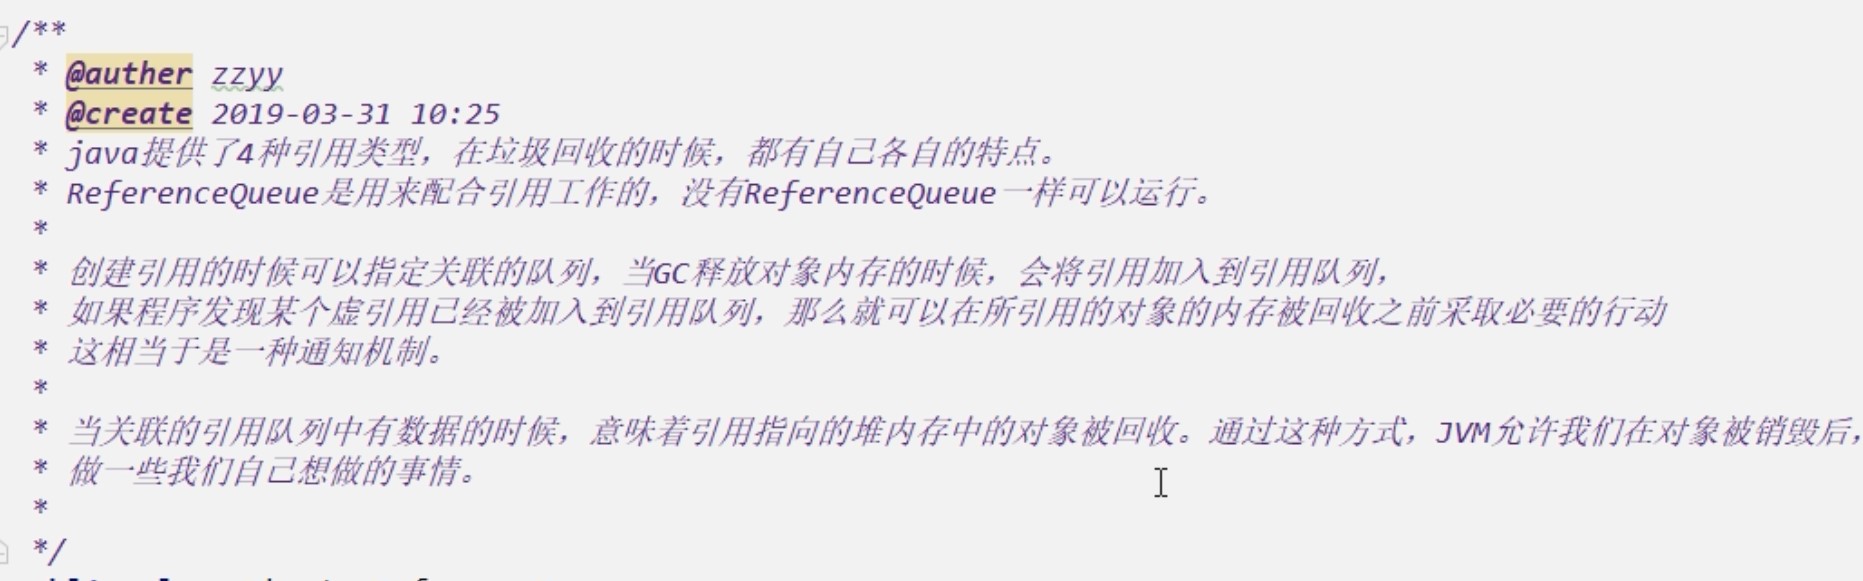 /**
* @auther zzyy
* @create 2019-03-31 10:25
* java提供了4种引用类型，在垃圾回收的时候，都有自己各自的特点。
* ReferenceQueue是用来配合引用工作的，没有ReferenceQueue一样可以运行。
*
* 创建引用的时候可以指定关联的队列，当GC释放对象内存的时候，会将引用加入到引用队列，
* 如果程序发现某个虚引用已经被加入到引用队列，那么就可以在所引用的对象的内存被回收之前采取必要的行动
* 这相当于是一种通知机制。
*
* 当关联的引用队列中有数据的时候，意味着引用指向的堆内存中的对象被回收。通过这种方式，JVM允许我们在对象被销毁后，
* 做一些我们自己想做的事情。
*
*/